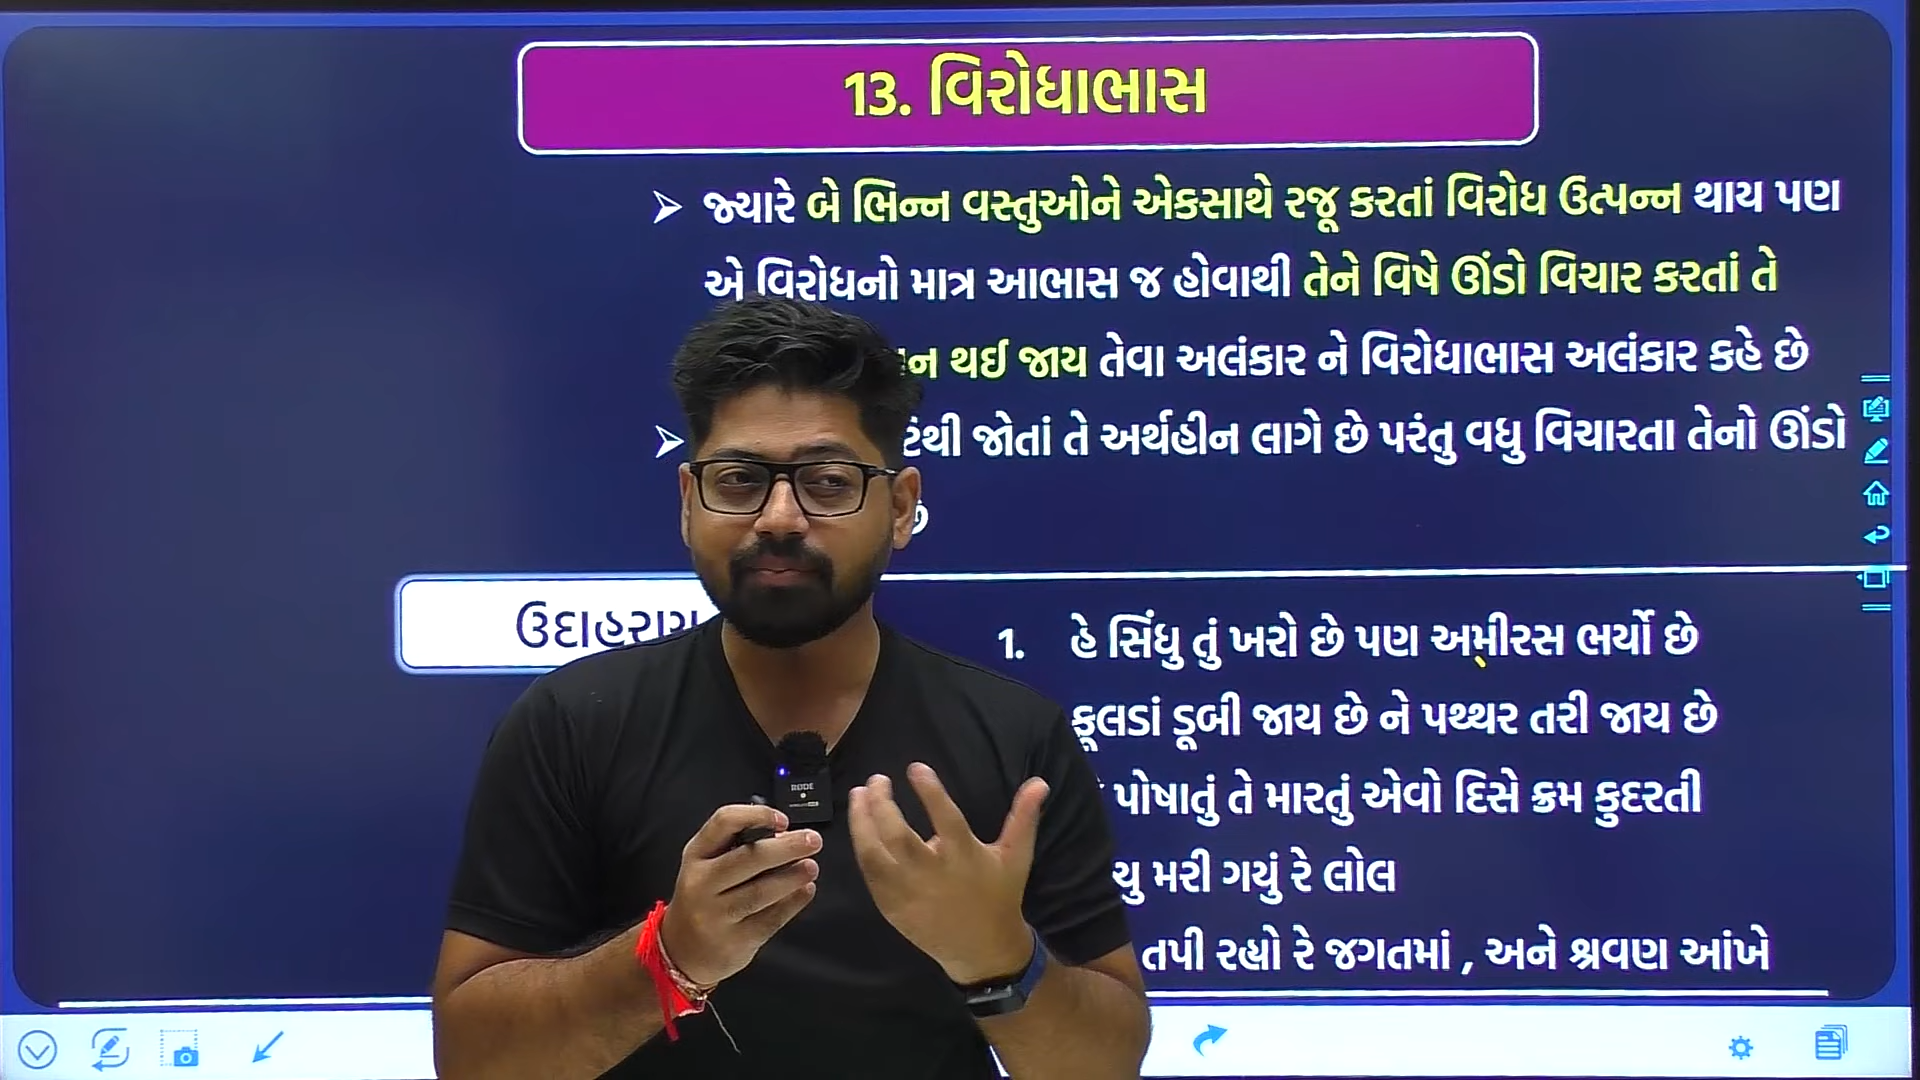 13. વિરોધાભાસ
➢ જ્યારે બે ભિન્ન વસ્તુઓને એકસાથે રજૂ કરતાં વિરોધ ઉત્પન્ન થાય પણ
એ વિરોધનો માત્ર આભાસ જ હોવાથી તેને વિષે ઊંડો વિચાર કરતાં તે
થઈ જાય તેવા અલંકાર ને વિરોધાભાસ અલંકાર કહે છે
➢ જોતાં તે અર્થહીન લાગે છે પરંતુ વધુ વિચારતા તેનો ઊંડો
ઉદાહરણ
1. હે સિંધુ તું ખરો છે પણ અમીરસ ભર્યો છે
ફૂલડાં ડૂબી જાય છે ને પથ્થર તરી જાય છે
પોષાતું તે મારતું એવો દિસે ક્રમ કુદરતી
મરી ગયું રે લોલ
તપી રહ્યો રે જગતમાં , અને શ્રવણ આંખે
RØDE